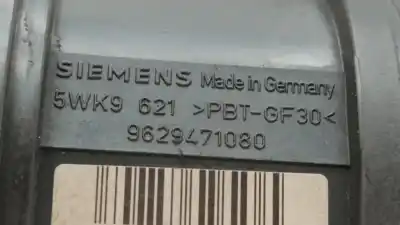 SIEMENS Made in Germany
5WK9 621 >PBT-GF30<
9629471080